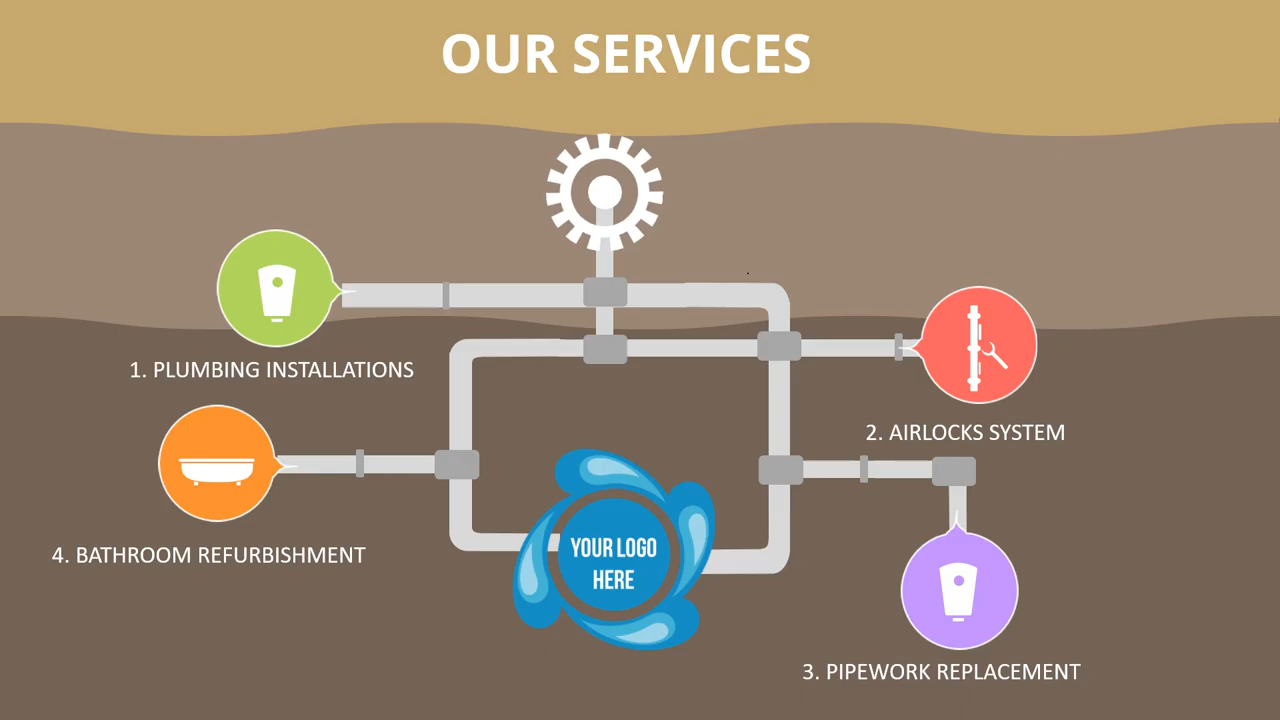 OUR SERVICES
1. PLUMBING INSTALLATIONS
2. AIRLOCKS SYSTEM
4. BATHROOM REFURBISHMENT
YOUR LOGO
HERE
3. PIPEWORK REPLACEMENT